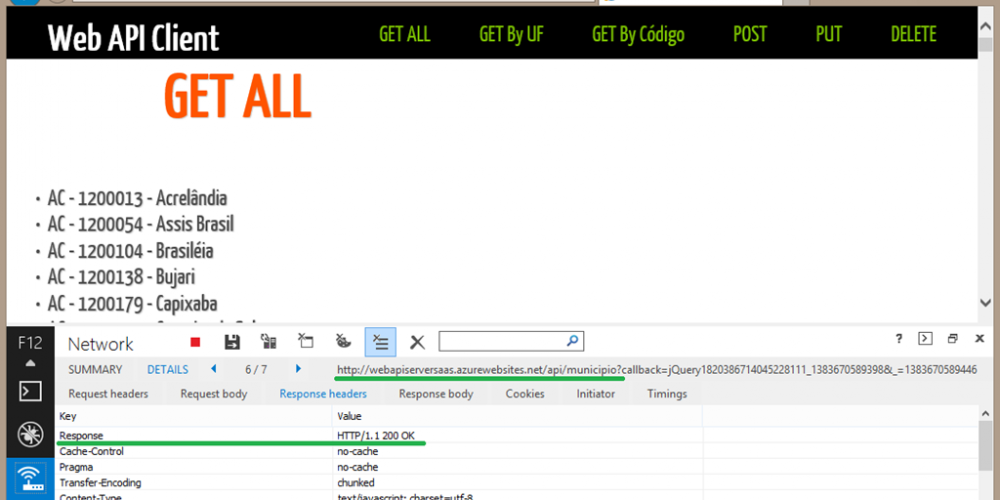 Web API Client GET ALL GET By UF GET By Código POST PUT DELETE
GET ALL
• AC - 1200013 - Acrelândia
• AC - 1200054 - Assis Brasil
• AC - 1200104 - Brasiléia
• AC - 1200138 - Bujari
• AC - 1200179 - Capixaba
F12 Network ?
SUMMARY DETAILS 6 / 7 http://webapiserversaas.azurewebsites.net/api/municipio?callback=jQuery1820386714045228111_1383670589398&_=1383670589446
Request headers Request body Response headers Response body Cookies Initiator Timings
Key Value
Response HTTP/1.1 200 OK
Cache-Control no-cache
Pragma no-cache
Transfer-Encoding chunked
Content-Type text/javascript; charset=utf-8